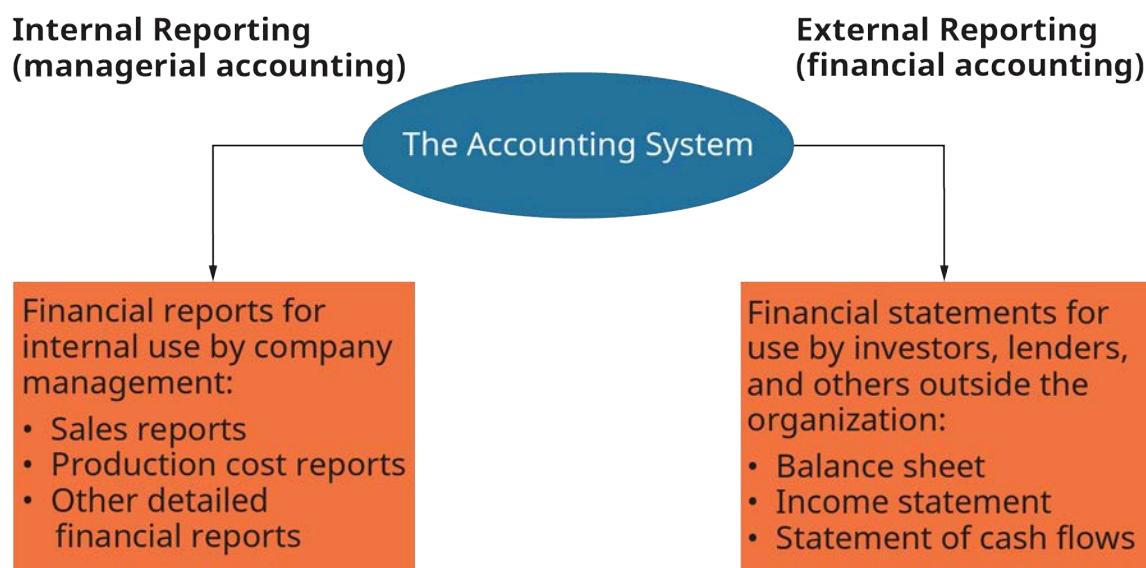 Internal Reporting
(managerial accounting)
External Reporting
(financial accounting)
The Accounting System
Financial reports for
internal use by company
management:
• Sales reports
• Production cost reports
• Other detailed
financial reports
Financial statements for
use by investors, lenders,
and others outside the
organization:
• Balance sheet
• Income statement
• Statement of cash flows